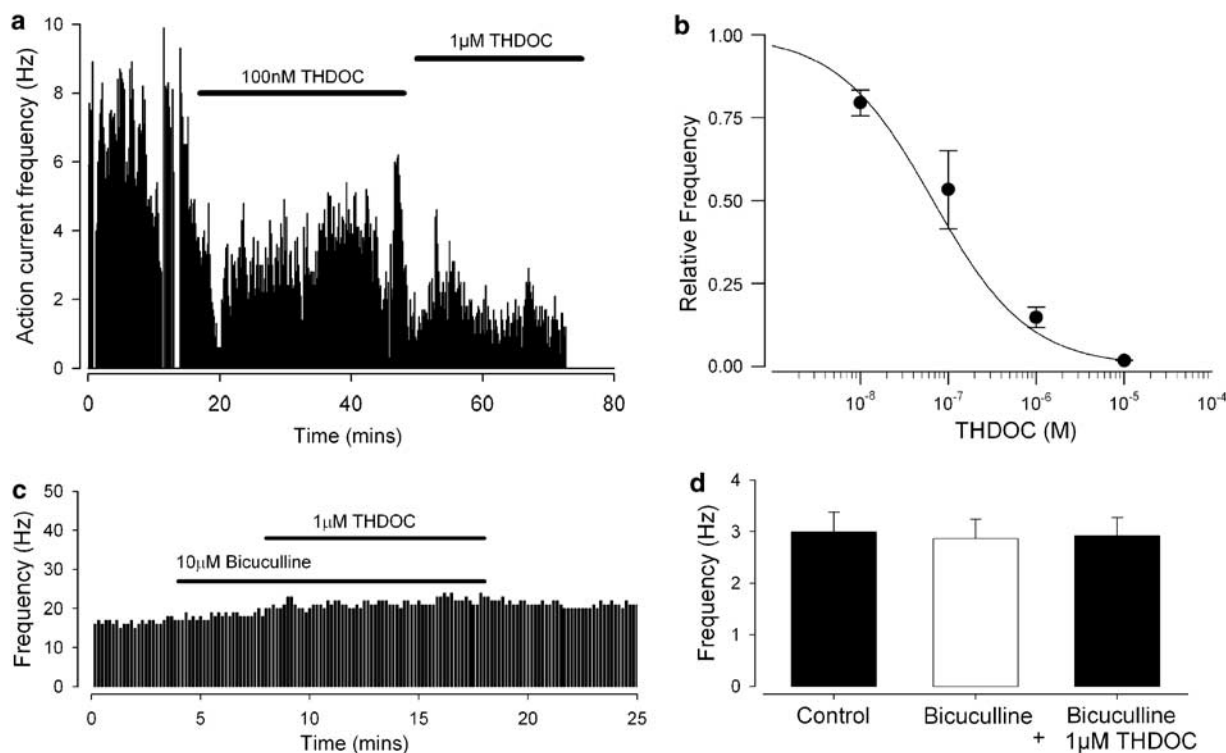 a
10
8
6
4
2
0
Action current frequency (Hz)
100nM THDOC
1µM THDOC
0 20 40 60 80
Time (mins)
b
1.00
0.75
0.50
0.25
0.00
Relative Frequency
10-8 10-7 10-6 10-5 10-4
THDOC (M)
c
50
40
30
20
10
0
Frequency (Hz)
1µM THDOC
10µM Bicuculline
0 5 10 15 20 25
Time (mins)
d
4
3
2
1
0
Frequency (Hz)
Control Bicuculline Bicuculline
+ 1µM THDOC